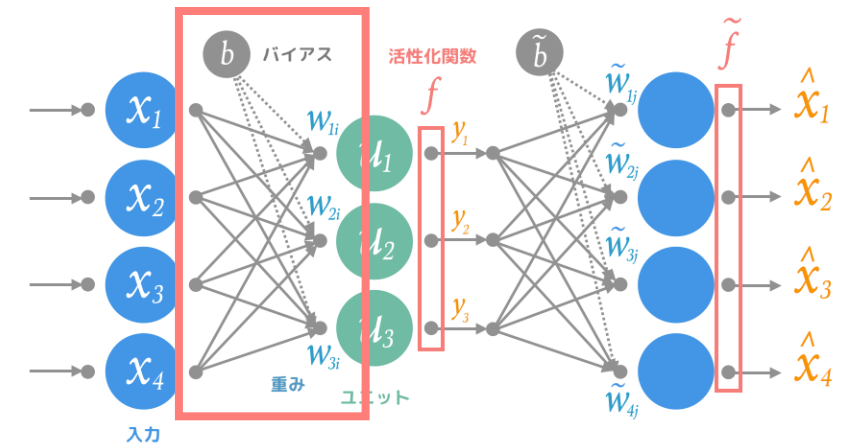 b バイアス
活性化関数
f
b̃
f̃
x₁
x₂
x₃
x₄
入力
w₁ᵢ
w₂ᵢ
w₃ᵢ
重み
u₁
u₂
u₃
ユニット
y₁
y₂
y₃
w̃₁ⱼ
w̃₂ⱼ
w̃₃ⱼ
w̃₄ⱼ
x̂₁
x̂₂
x̂₃
x̂₄